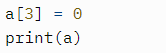 a[3] = 0
print(a)